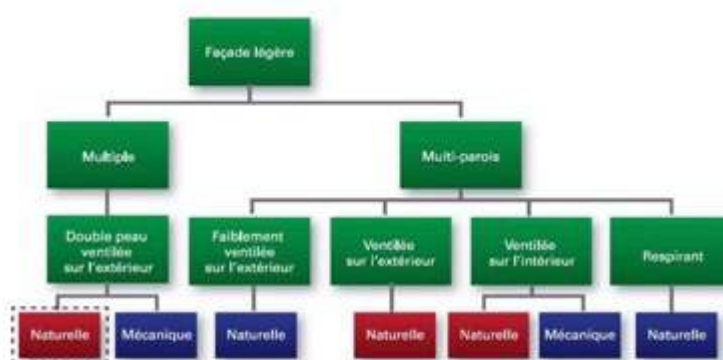 Façade légère
Multiple
Multi-parois
Double peau
ventilée
sur l'extérieur
Faiblement
ventilée
sur l'extérieur
Ventilée
sur l'extérieur
Ventilée
sur l'intérieur
Respirant
Naturelle
Mécanique
Naturelle
Naturelle
Naturelle
Mécanique
Naturelle